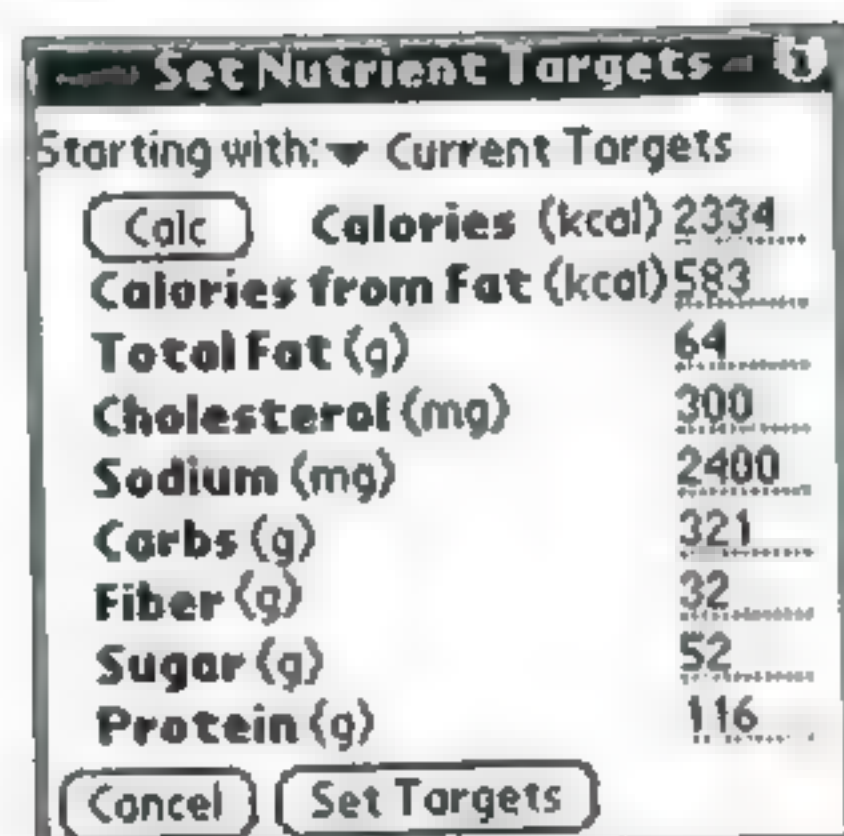 Set Nutrient Targets
Starting with: Current Targets
Calc Calories (kcal) 2334
Calories from Fat (kcal) 583
Total Fat (g) 64
Cholesterol (mg) 300
Sodium (mg) 2400
Carbs (g) 321
Fiber (g) 32
Sugar (g) 52
Protein (g) 116
Cancel Set Targets